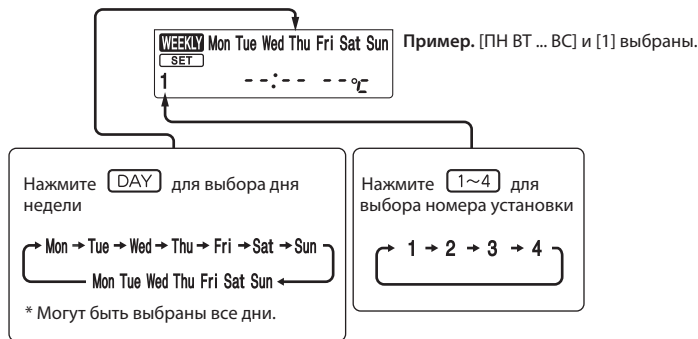 WEEKLY Mon Tue Wed Thu Fri Sat Sun
SET
1 --:-- --°C
Пример. [ПН ВТ ... ВС] и [1] выбраны.
Нажмите DAY для выбора дня
недели
Mon → Tue → Wed → Thu → Fri → Sat → Sun
Mon Tue Wed Thu Fri Sat Sun
* Могут быть выбраны все дни.
Нажмите 1~4 для
выбора номера установки
1 → 2 → 3 → 4